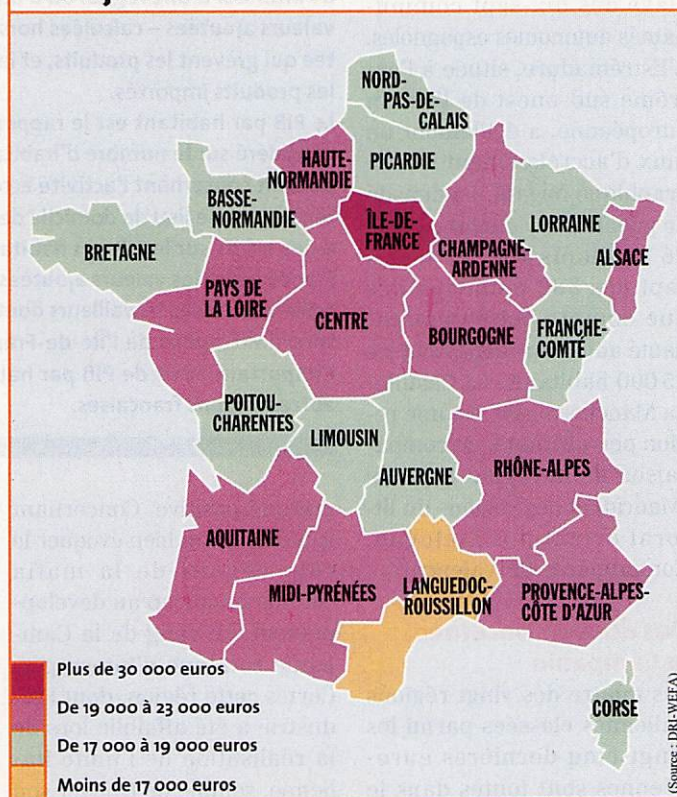 NORD-
PAS-DE-
CALAIS
HAUTE-
NORMANDIE
PICARDIE
BASSE-
NORMANDIE
ÎLE-DE-
FRANCE
LORRAINE
BRETAGNE
CHAMPAGNE-
ARDENNE
ALSACE
PAYS DE
LA LOIRE
CENTRE
BOURGOGNE
FRANCHE-
COMTÉ
POITOU-
CHARENTES
LIMOUSIN
AUVERGNE
RHÔNE-ALPES
AQUITAINE
MIDI-PYRÉNÉES
LANGUEDOC-
ROUSSILLON
PROVENCE-ALPES-
CÔTE D'AZUR
CORSE
Plus de 30 000 euros
De 19 000 à 23 000 euros
De 17 000 à 19 000 euros
Moins de 17 000 euros
(Source : DRI-WEFA)